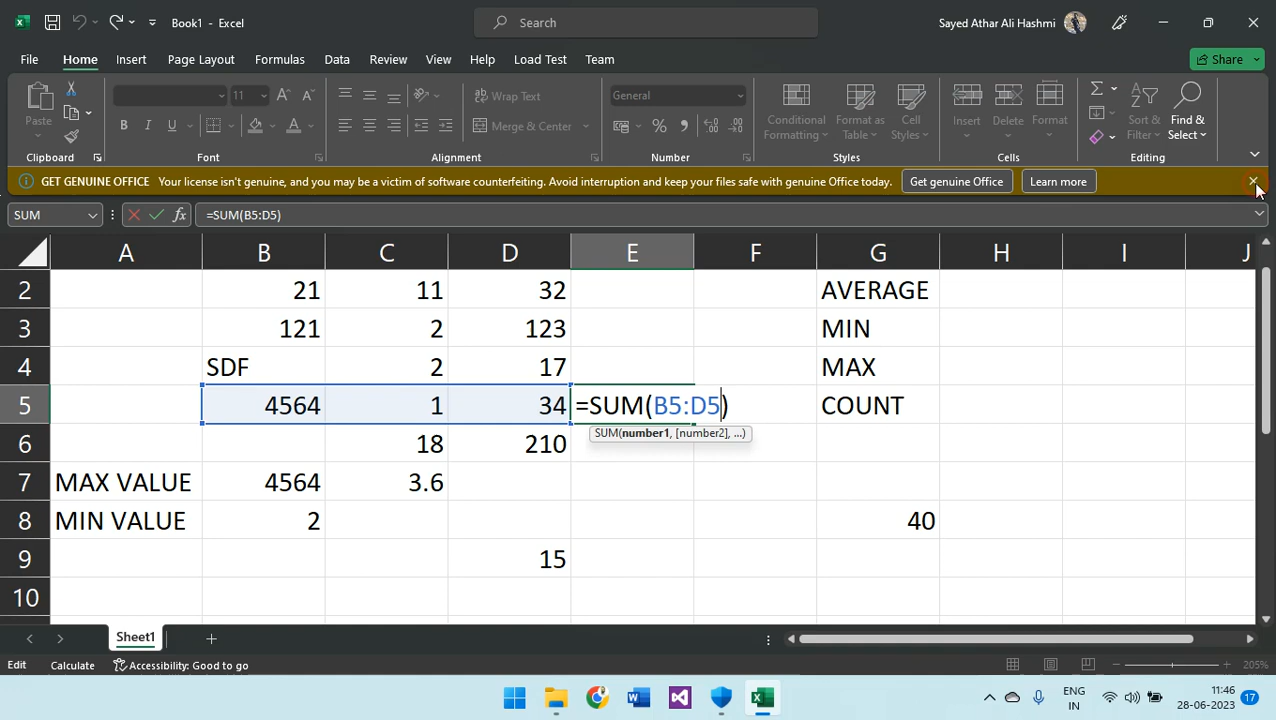 Book1 - Excel
Search
Sayed Athar Ali Hashmi
File Home Insert Page Layout Formulas Data Review View Help Load Test Team
Share
Paste
11
Wrap Text
General
Conditional Formatting
Format as Table
Cell Styles
Insert
Delete
Format
Sort & Filter
Find & Select
B I U
Merge & Center
Clipboard
Font
Alignment
Number
Styles
Cells
Editing
GET GENUINE OFFICE Your license isn't genuine, and you may be a victim of software counterfeiting. Avoid interruption and keep your files safe with genuine Office today. Get genuine Office Learn more
SUM =SUM(B5:D5)
A B C D E F G H I J
2 21 11 32 AVERAGE
3 121 2 123 MIN
4 SDF 2 17 MAX
5 4564 1 34 =SUM(B5:D5) COUNT
SUM(number1, [number2], ...)
6 18 210
7 MAX VALUE 4564 3.6
8 MIN VALUE 2 40
9 15
10
Sheet1
Edit Calculate Accessibility: Good to go 205%
ENG 11:46
IN 28-06-2023 17